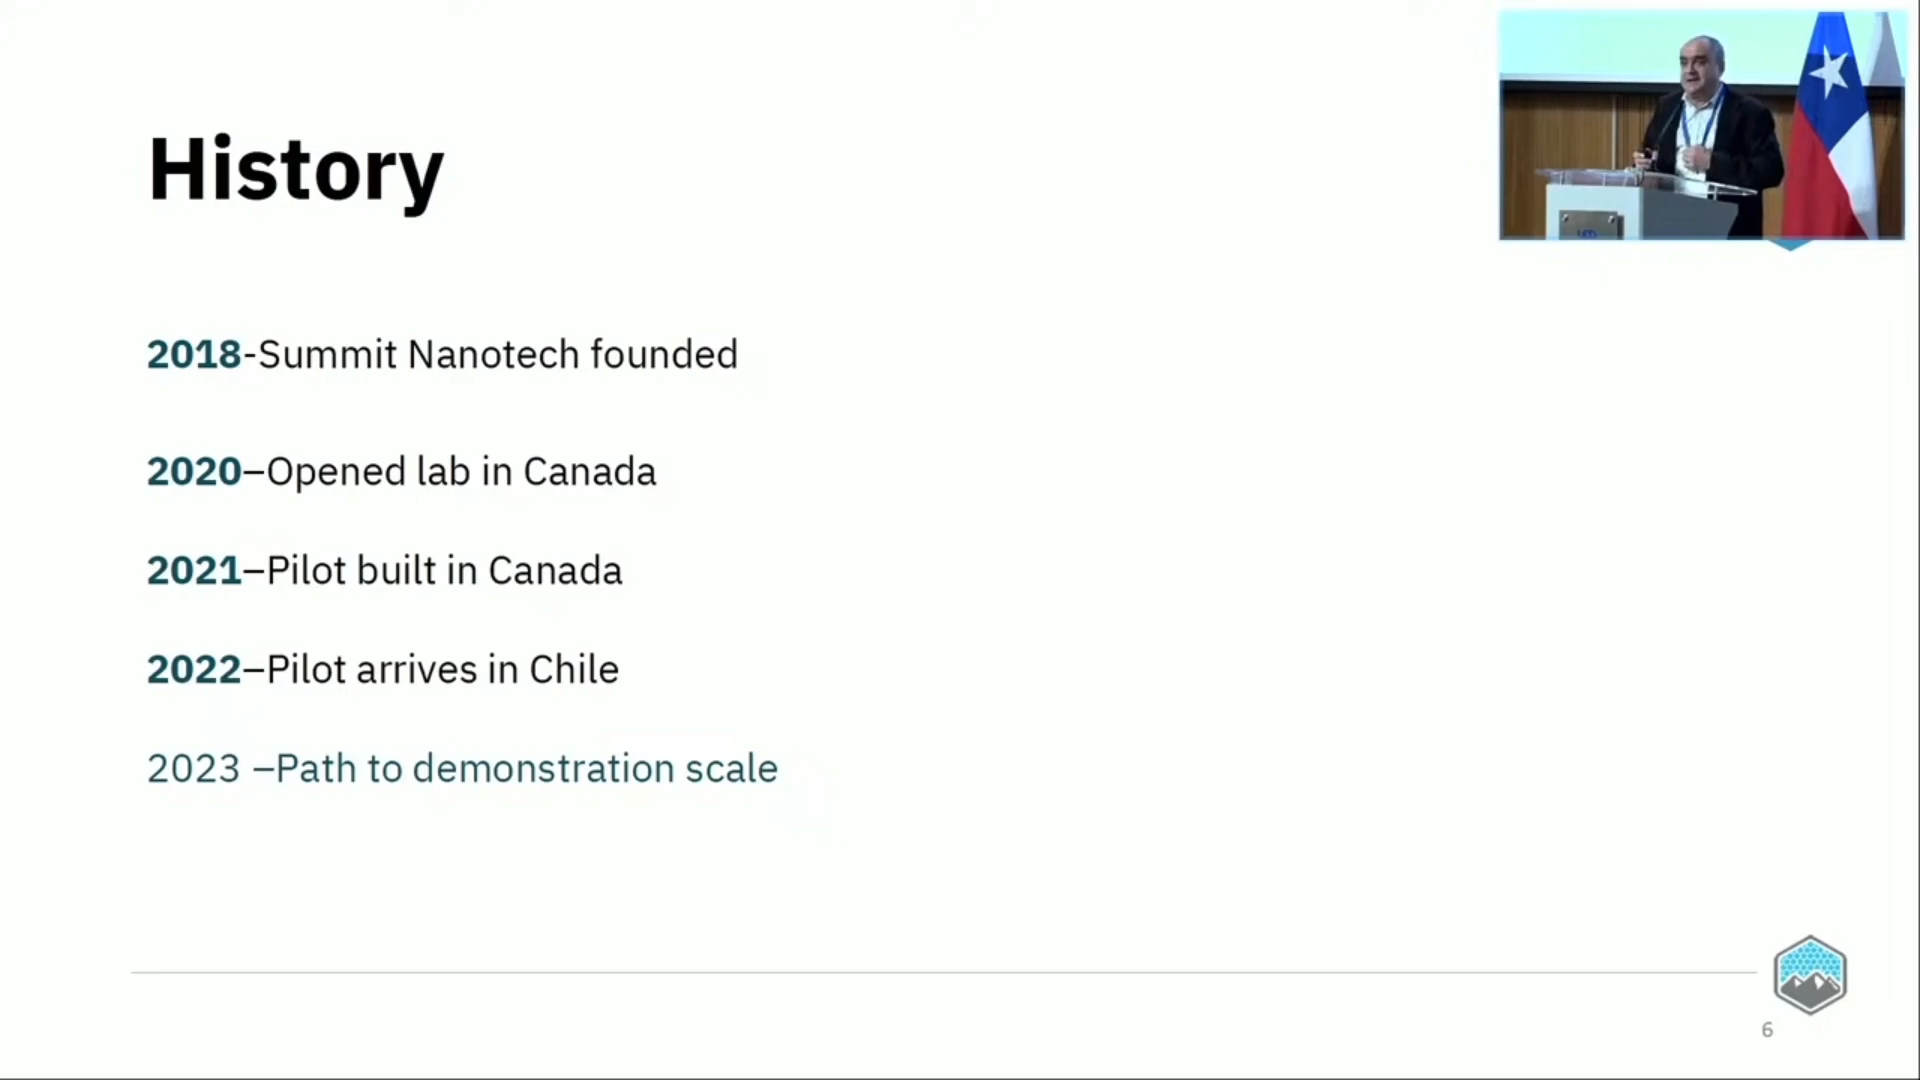 History
2018-Summit Nanotech founded
2020–Opened lab in Canada
2021–Pilot built in Canada
2022–Pilot arrives in Chile
2023 –Path to demonstration scale
6